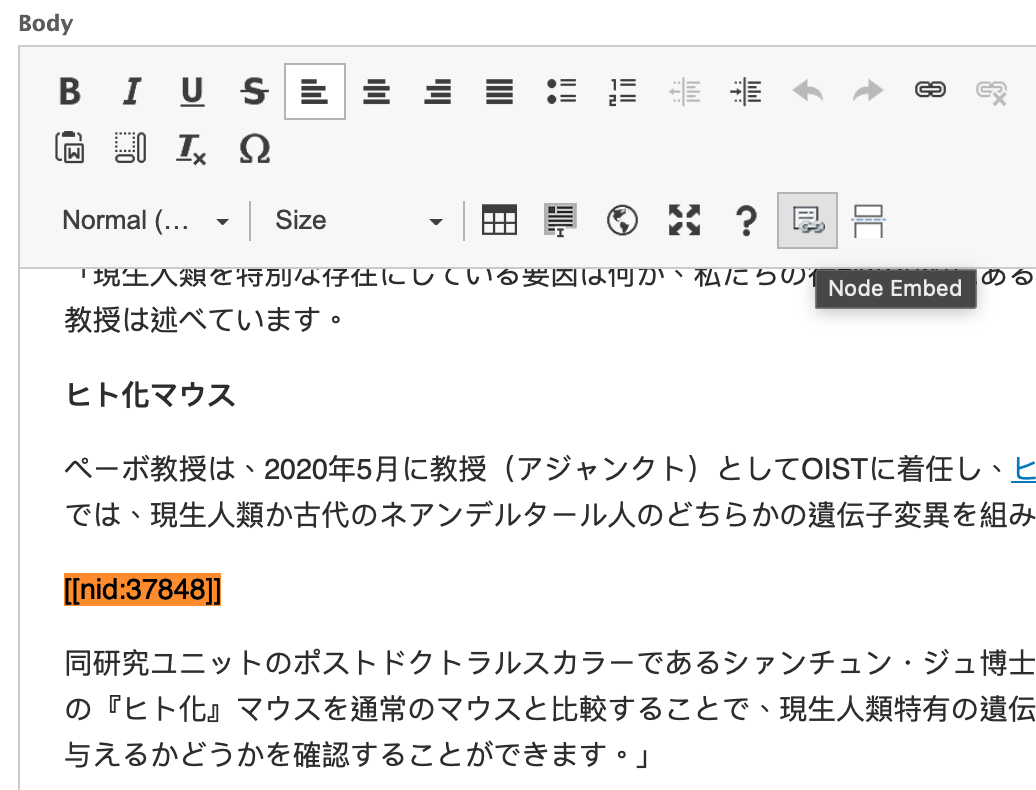 Body
B I U S
Normal (...
Size
?
「現生人類を特別な存在にしている要因は何か、私たちの
ある
Node Embed
教授は述べています。
ヒト化マウス
ペーボ教授は、2020年5月に教授（アジャンクト）としてOISTに着任し、ヒ
では、現生人類か古代のネアンデルタール人のどちらかの遺伝子変異を組み
[[nid:37848]]
同研究ユニットのポストドクトラルスカラーであるシァンチュン・ジュ博士
の『ヒト化』マウスを通常のマウスと比較することで、現生人類特有の遺伝
与えるかどうかを確認することができます。」